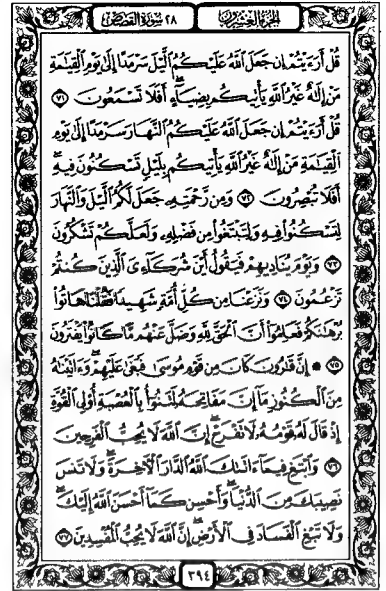 الجزء العشرون ٢٨ سورة القصص
قُلْ أَرَءَيْتُمْ إِن جَعَلَ ٱللَّهُ عَلَيْكُمُ ٱلَّيْلَ سَرْمَدًا إِلَىٰ يَوْمِ ٱلْقِيَٰمَةِ
مَنْ إِلَٰهٌ غَيْرُ ٱللَّهِ يَأْتِيكُم بِضِيَآءٍ ۖ أَفَلَا تَسْمَعُونَ ٧١
قُلْ أَرَءَيْتُمْ إِن جَعَلَ ٱللَّهُ عَلَيْكُمُ ٱلنَّهَارَ سَرْمَدًا إِلَىٰ يَوْمِ
ٱلْقِيَٰمَةِ مَنْ إِلَٰهٌ غَيْرُ ٱللَّهِ يَأْتِيكُم بِلَيْلٍ تَسْكُنُونَ فِيهِ ۖ
أَفَلَا تُبْصِرُونَ ٧٢ وَمِن رَّحْمَتِهِۦ جَعَلَ لَكُمُ ٱلَّيْلَ وَٱلنَّهَارَ
لِتَسْكُنُوا۟ فِيهِ وَلِتَبْتَغُوا۟ مِن فَضْلِهِۦ وَلَعَلَّكُمْ تَشْكُرُونَ
٧٣ وَيَوْمَ يُنَادِيهِمْ فَيَقُولُ أَيْنَ شُرَكَآءِىَ ٱلَّذِينَ كُنتُمْ
تَزْعُمُونَ ٧٤ وَنَزَعْنَا مِن كُلِّ أُمَّةٍ شَهِيدًا فَقُلْنَا هَاتُوا۟
بُرْهَٰنَكُمْ فَعَلِمُوٓا۟ أَنَّ ٱلْحَقَّ لِلَّهِ وَضَلَّ عَنْهُم مَّا كَانُوا۟ يَفْتَرُونَ
٧٥ ۞ إِنَّ قَٰرُونَ كَانَ مِن قَوْمِ مُوسَىٰ فَبَغَىٰ عَلَيْهِمْ ۖ وَءَاتَيْنَٰهُ
مِنَ ٱلْكُنُوزِ مَآ إِنَّ مَفَاتِحَهُۥ لَتَنُوٓأُ بِٱلْعُصْبَةِ أُو۟لِى ٱلْقُوَّةِ
إِذْ قَالَ لَهُۥ قَوْمُهُۥ لَا تَفْرَحْ ۖ إِنَّ ٱللَّهَ لَا يُحِبُّ ٱلْفَرِحِينَ
٧٦ وَٱبْتَغِ فِيمَآ ءَاتَىٰكَ ٱللَّهُ ٱلدَّارَ ٱلْءَاخِرَةَ ۖ وَلَا تَنسَ
نَصِيبَكَ مِنَ ٱلدُّنْيَا ۖ وَأَحْسِن كَمَآ أَحْسَنَ ٱللَّهُ إِلَيْكَ ۖ
وَلَا تَبْغِ ٱلْفَسَادَ فِى ٱلْأَرْضِ ۖ إِنَّ ٱللَّهَ لَا يُحِبُّ ٱلْمُفْسِدِينَ ٧٧
٣٩٤